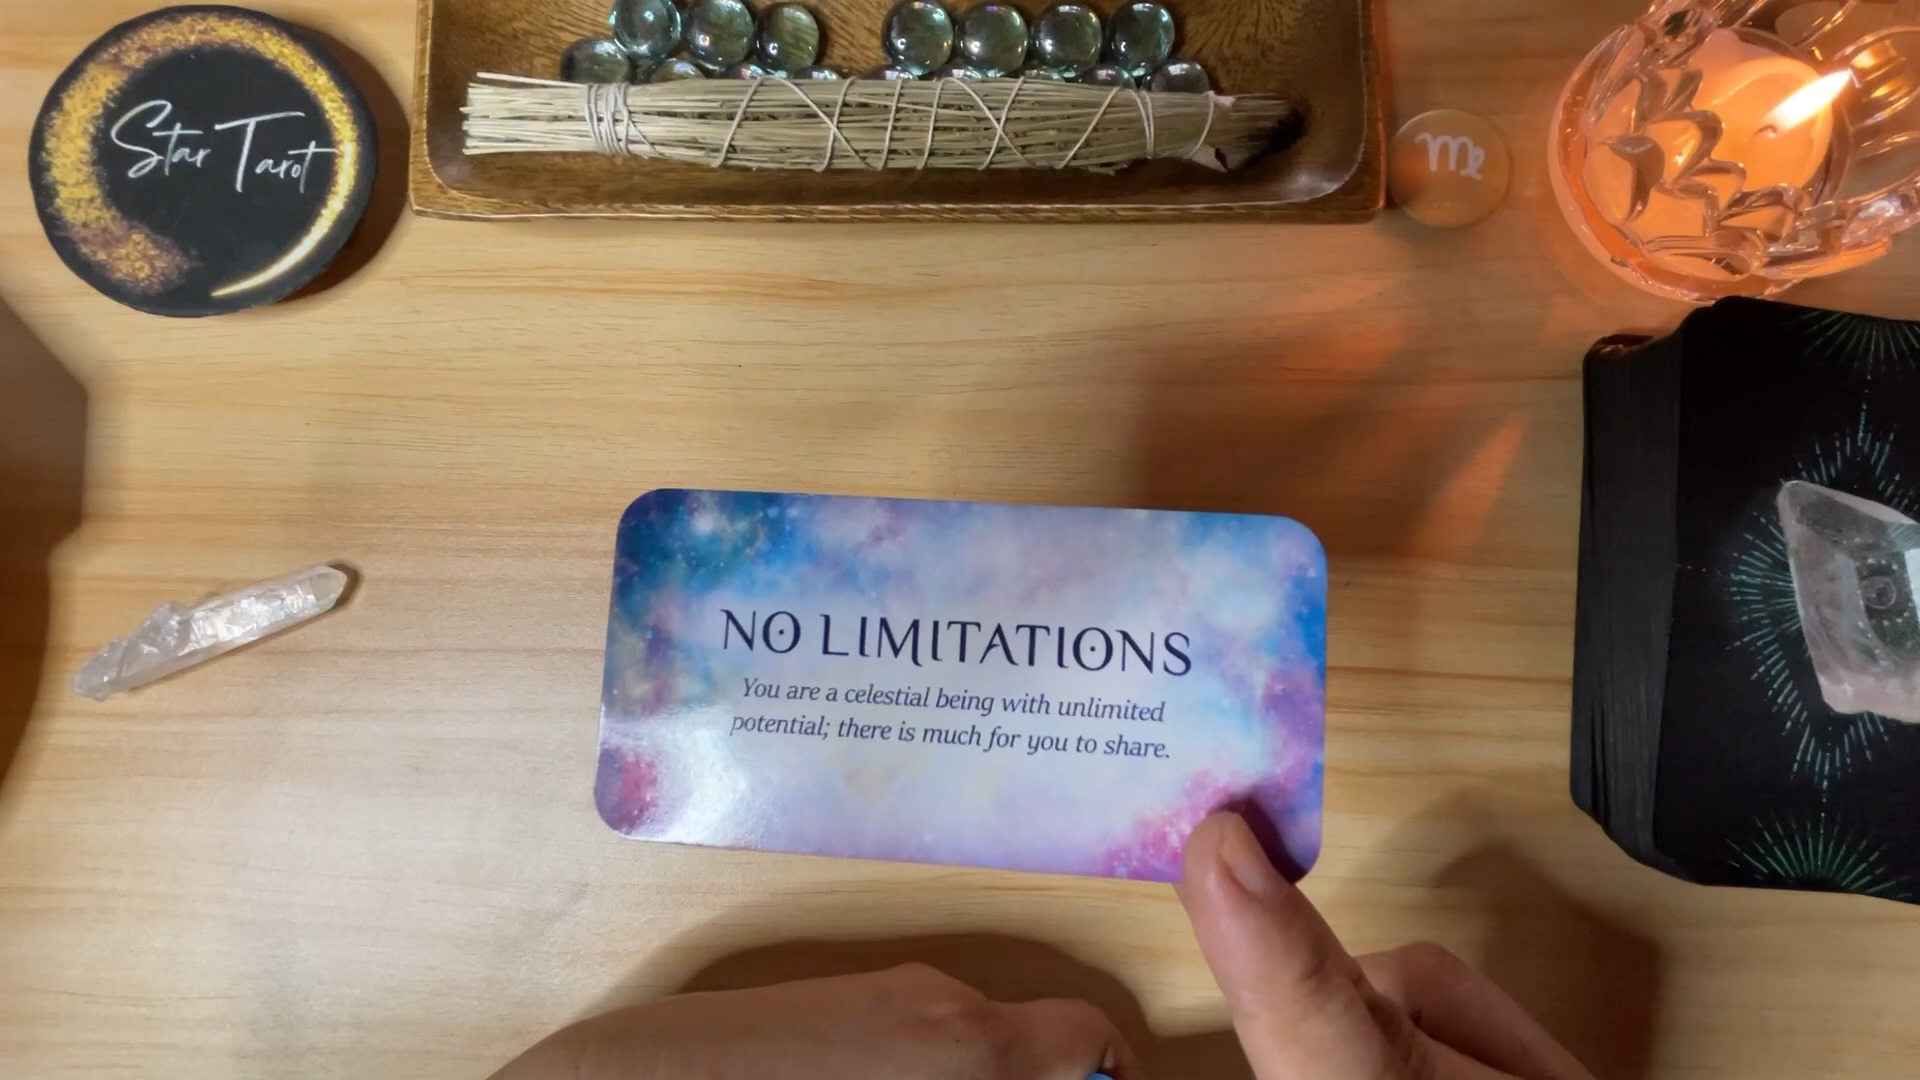 Star Tarot
NO LIMITATIONS
You are a celestial being with unlimited
potential; there is much for you to share.